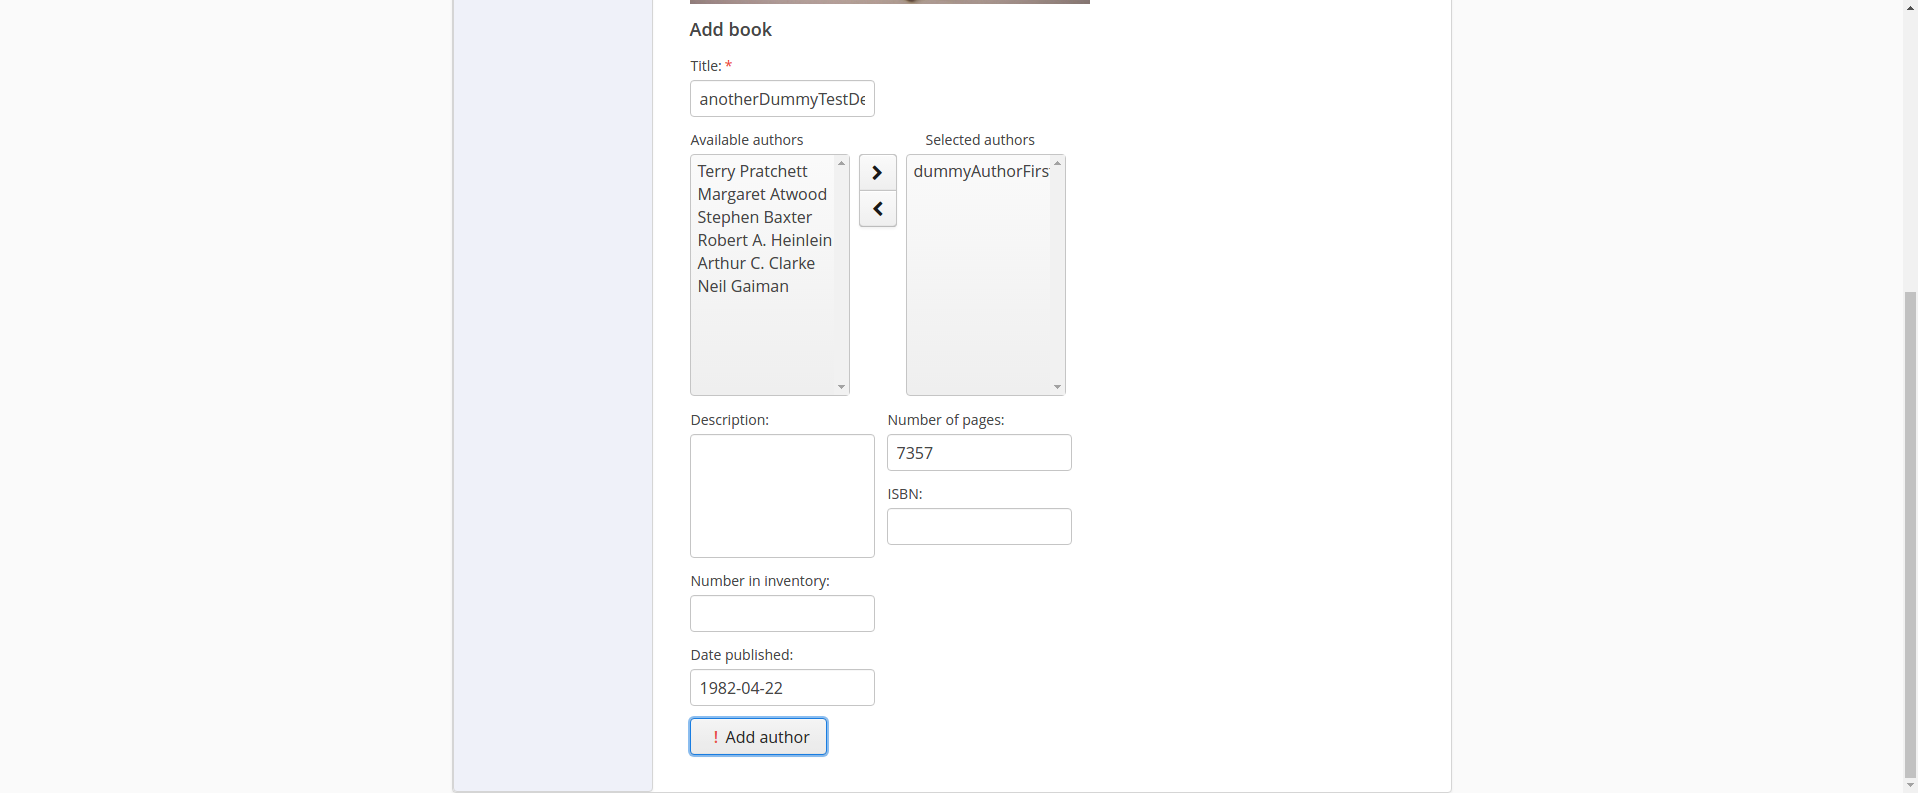 Add book
Title: *
anotherDummyTestDe
Available authors
Selected authors
Terry Pratchett
Margaret Atwood
Stephen Baxter
Robert A. Heinlein
Arthur C. Clarke
Neil Gaiman
dummyAuthorFirs
Description:
Number of pages:
7357
ISBN:
Number in inventory:
Date published:
1982-04-22
! Add author